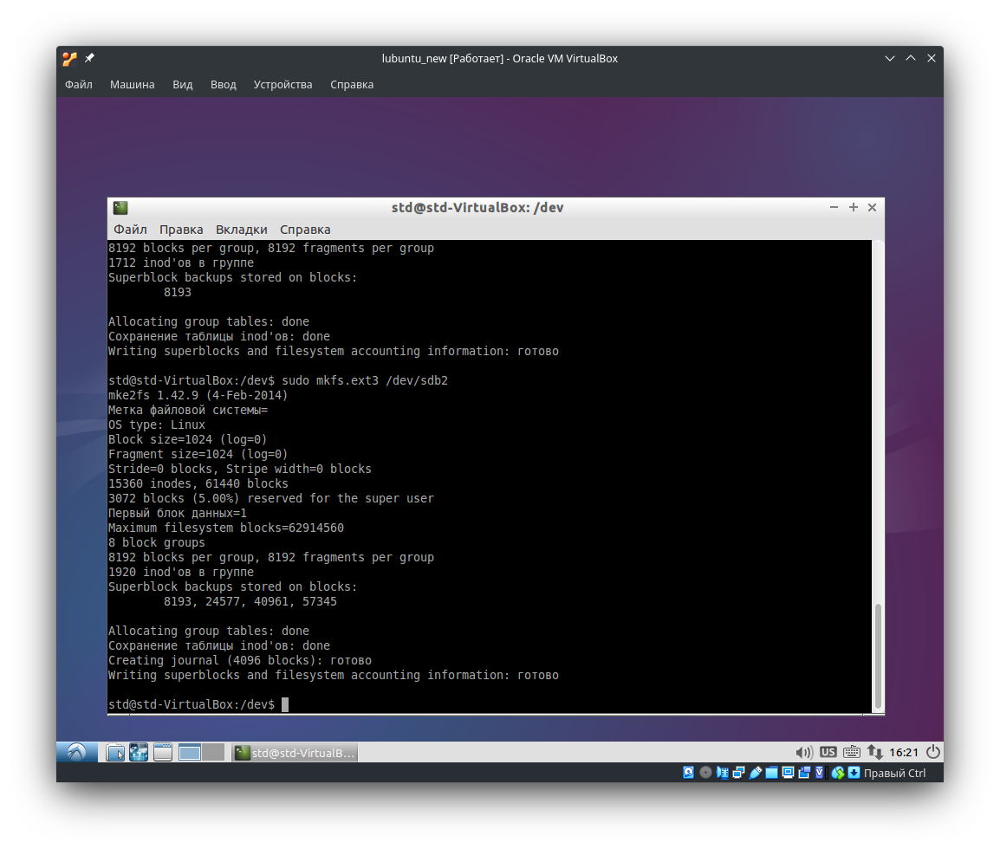 lubuntu_new [Работает] - Oracle VM VirtualBox
Файл Машина Вид Ввод Устройства Справка
std@std-VirtualBox: /dev
Файл Правка Вкладки Справка
8192 blocks per group, 8192 fragments per group
1712 inod'ов в группе
Superblock backups stored on blocks:
8193
Allocating group tables: done
Сохранение таблицы inod'ов: done
Writing superblocks and filesystem accounting information: готово
std@std-VirtualBox:/dev$ sudo mkfs.ext3 /dev/sdb2
mke2fs 1.42.9 (4-Feb-2014)
Метка файловой системы=
OS type: Linux
Block size=1024 (log=0)
Fragment size=1024 (log=0)
Stride=0 blocks, Stripe width=0 blocks
15360 inodes, 61440 blocks
3072 blocks (5.00%) reserved for the super user
Первый блок данных=1
Maximum filesystem blocks=62914560
8 block groups
8192 blocks per group, 8192 fragments per group
1920 inod'ов в группе
Superblock backups stored on blocks:
8193, 24577, 40961, 57345
Allocating group tables: done
Сохранение таблицы inod'ов: done
Creating journal (4096 blocks): готово
Writing superblocks and filesystem accounting information: готово
std@std-VirtualBox:/dev$
std@std-VirtualB... US 16:21
Правый Ctrl